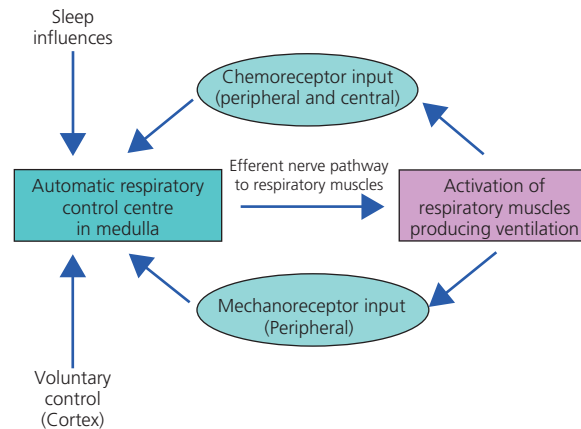 Sleep
influences
Chemoreceptor input
(peripheral and central)
Automatic respiratory
control centre
in medulla
Efferent nerve pathway
to respiratory muscles
Activation of
respiratory muscles
producing ventilation
Mechanoreceptor input
(Peripheral)
Voluntary
control
(Cortex)